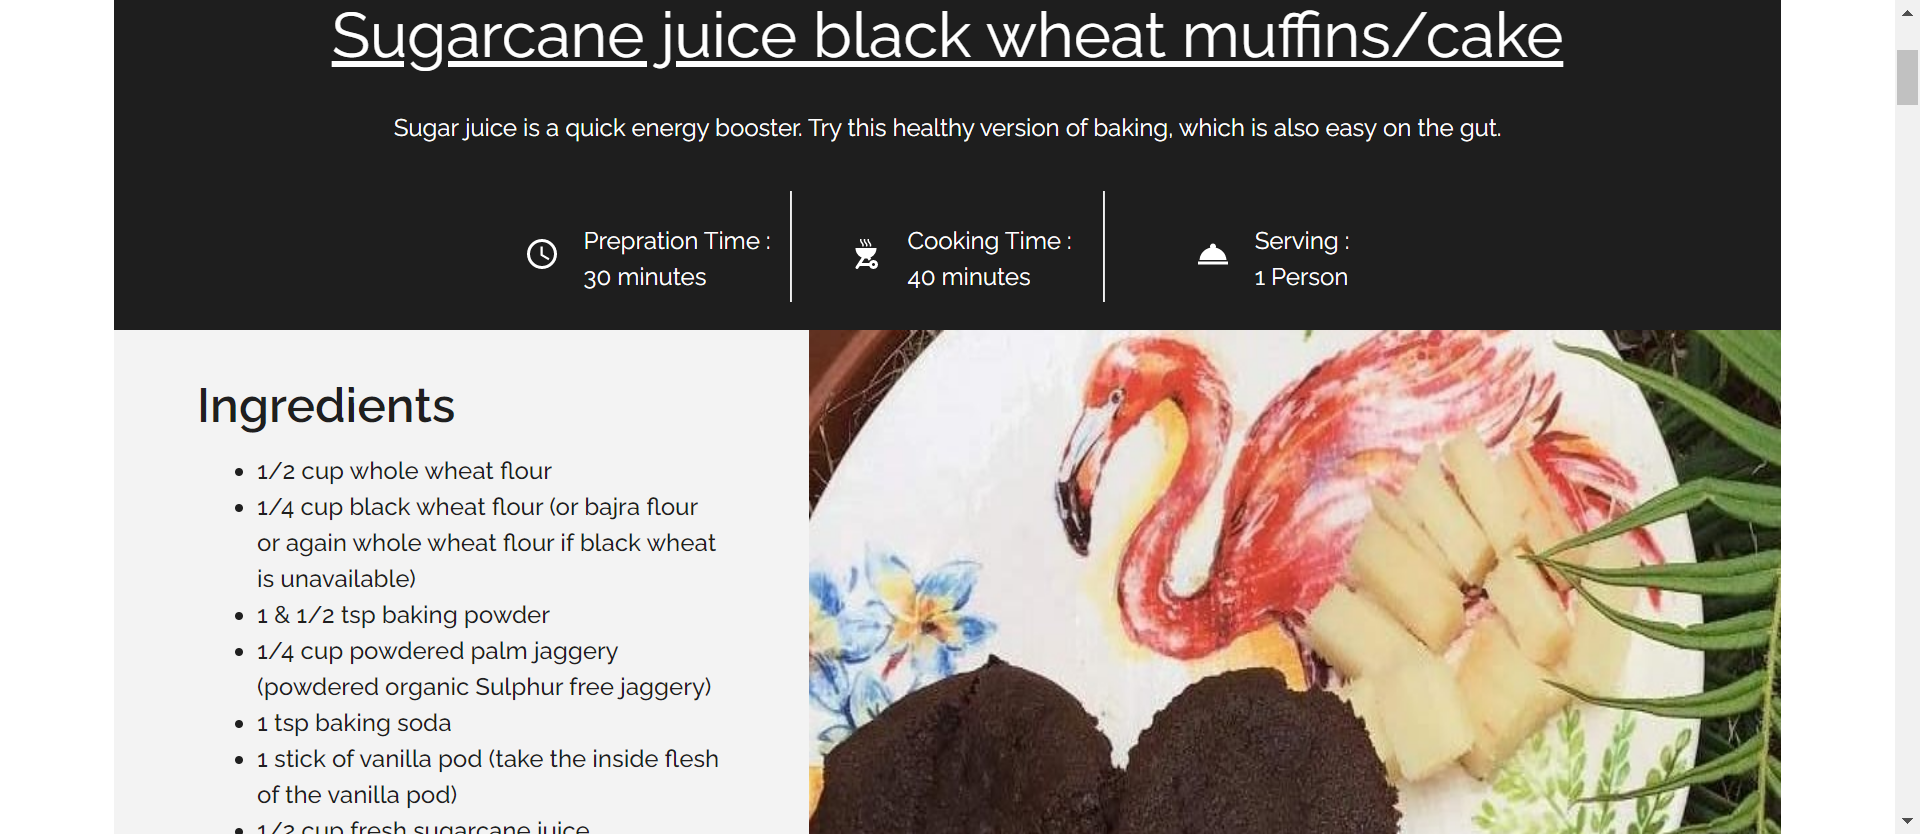 Sugarcane juice black wheat muffins/cake
Sugar juice is a quick energy booster. Try this healthy version of baking, which is also easy on the gut.
Prepration Time :
30 minutes
Cooking Time :
40 minutes
Serving :
1 Person
Ingredients
1/2 cup whole wheat flour
1/4 cup black wheat flour (or bajra flour
or again whole wheat flour if black wheat
is unavailable)
1 & 1/2 tsp baking powder
1/4 cup powdered palm jaggery
(powdered organic Sulphur free jaggery)
1 tsp baking soda
1 stick of vanilla pod (take the inside flesh
of the vanilla pod)
1/2 cup fresh sugarcane juice